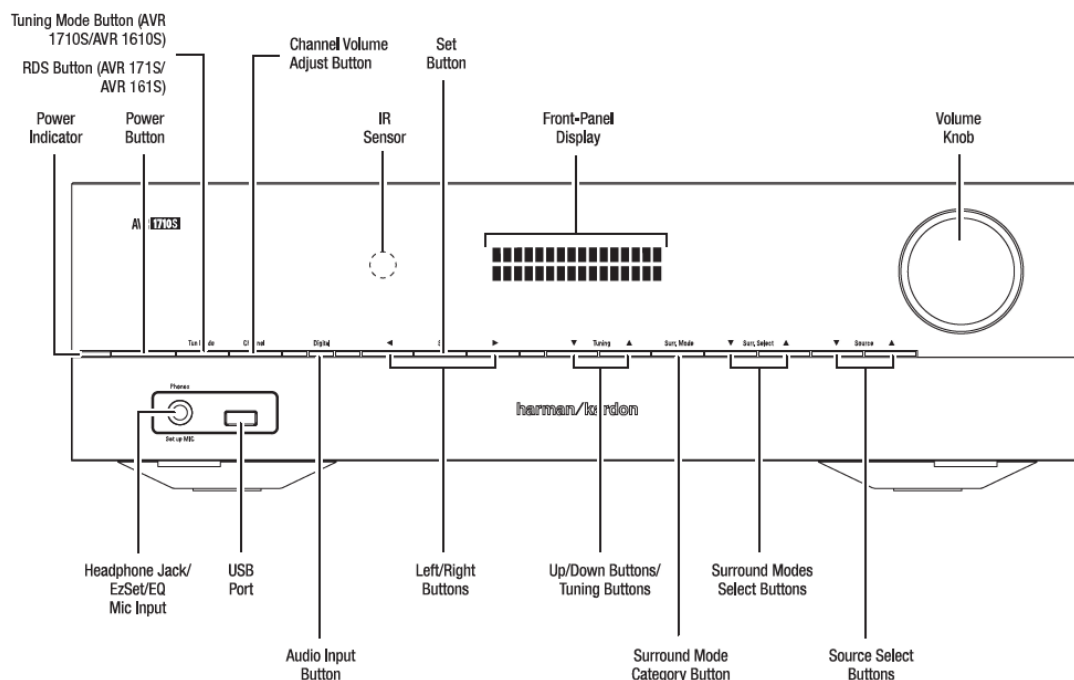 Tuning Mode Button (AVR
1710S/AVR 1610S)
RDS Button (AVR 171S/
AVR 161S)
Channel Volume
Adjust Button
Set
Button
Power
Indicator
Power
Button
IR
Sensor
Front-Panel
Display
Volume
Knob
1710S
Digital
Tuning
Surr. Mode
Surr. Select
Source
Phones
Set up MIC
harman/kardon
Headphone Jack/
EzSet/EQ
Mic Input
USB
Port
Left/Right
Buttons
Up/Down Buttons/
Tuning Buttons
Surround Modes
Select Buttons
Audio Input
Button
Surround Mode
Category Button
Source Select
Buttons